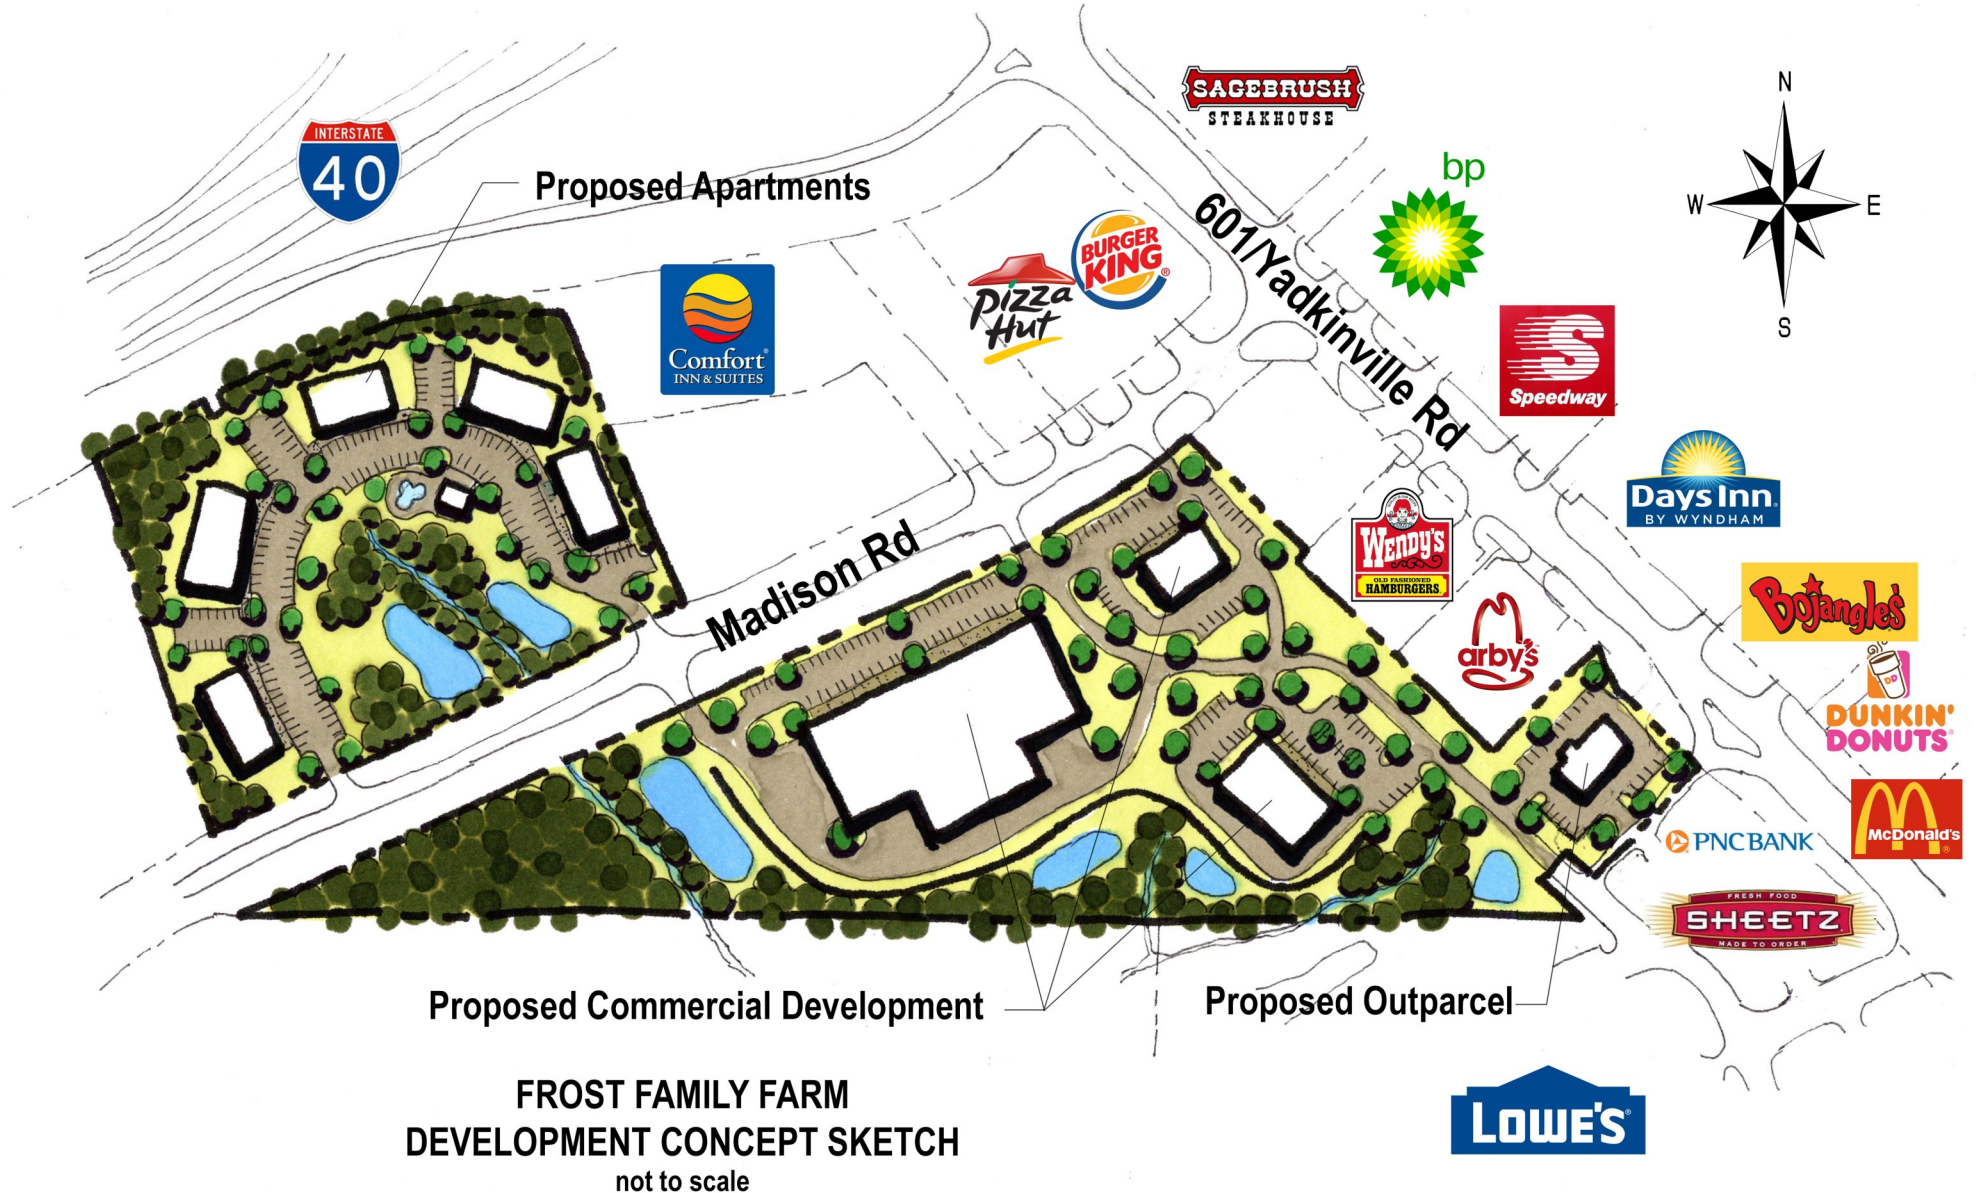 SAGEBRUSH
STEAKHOUSE
N
INTERSTATE
40
bp
Proposed Apartments
W
E
601/Yadkinville Rd
BURGER
KING
®
Pizza
Hut
S
Comfort
INN & SUITES
S
Speedway
Days Inn
BY WYNDHAM
WENDY'S
OLD FASHIONED
HAMBURGERS
Madison Rd
Bojangles'
arby's
DD
DUNKIN'
DONUTS
PNC BANK
M
McDonald's
FRESH FOOD
SHEETZ
MADE TO ORDER
Proposed Commercial Development
Proposed Outparcel
FROST FAMILY FARM
DEVELOPMENT CONCEPT SKETCH
not to scale
LOWE'S